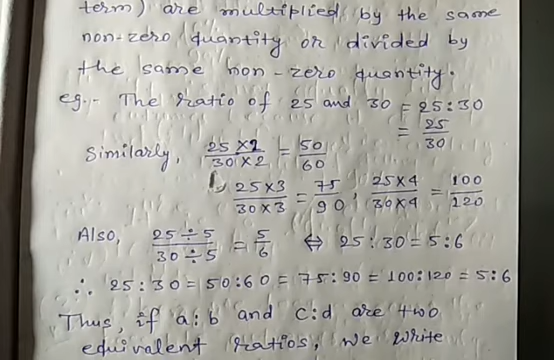 term) are multiplied by the same
non-zero quantity or divided by
the same non-zero quantity.
eg:- The ratio of 25 and 30 = 25:30
= 25/30
Similarly, 25×2/30×2 = 50/60
25×3/30×3 = 75/90, 25×4/30×4 = 100/120
Also, 25÷5/30÷5 = 5/6 ⇔ 25:30 = 5:6
∴ 25:30 = 50:60 = 75:90 = 100:120 = 5:6
Thus, if a:b and c:d are two
equivalent ratios, we write